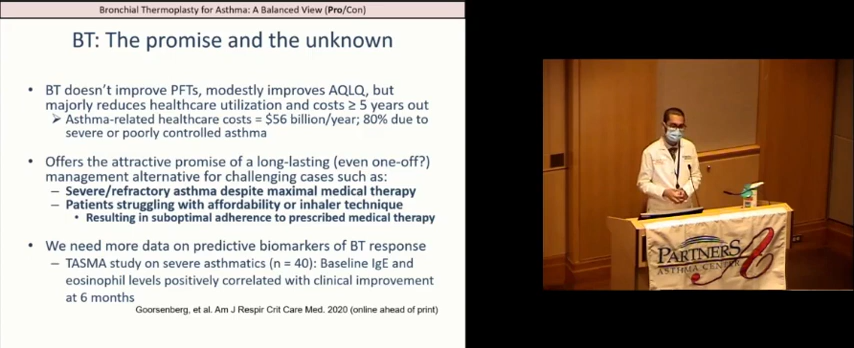 Bronchial Thermoplasty for Asthma: A Balanced View (Pro/Con)
BT: The promise and the unknown
• BT doesn't improve PFTs, modestly improves AQLQ, but
majorly reduces healthcare utilization and costs ≥ 5 years out
➢ Asthma-related healthcare costs = $56 billion/year; 80% due to
severe or poorly controlled asthma
• Offers the attractive promise of a long-lasting (even one-off?)
management alternative for challenging cases such as:
– Severe/refractory asthma despite maximal medical therapy
– Patients struggling with affordability or inhaler technique
• Resulting in suboptimal adherence to prescribed medical therapy
• We need more data on predictive biomarkers of BT response
– TASMA study on severe asthmatics (n = 40): Baseline IgE and
eosinophil levels positively correlated with clinical improvement
at 6 months
Goorsenberg, et al. Am J Respir Crit Care Med. 2020 (online ahead of print)
PARTNERS
ASTHMA CENTER